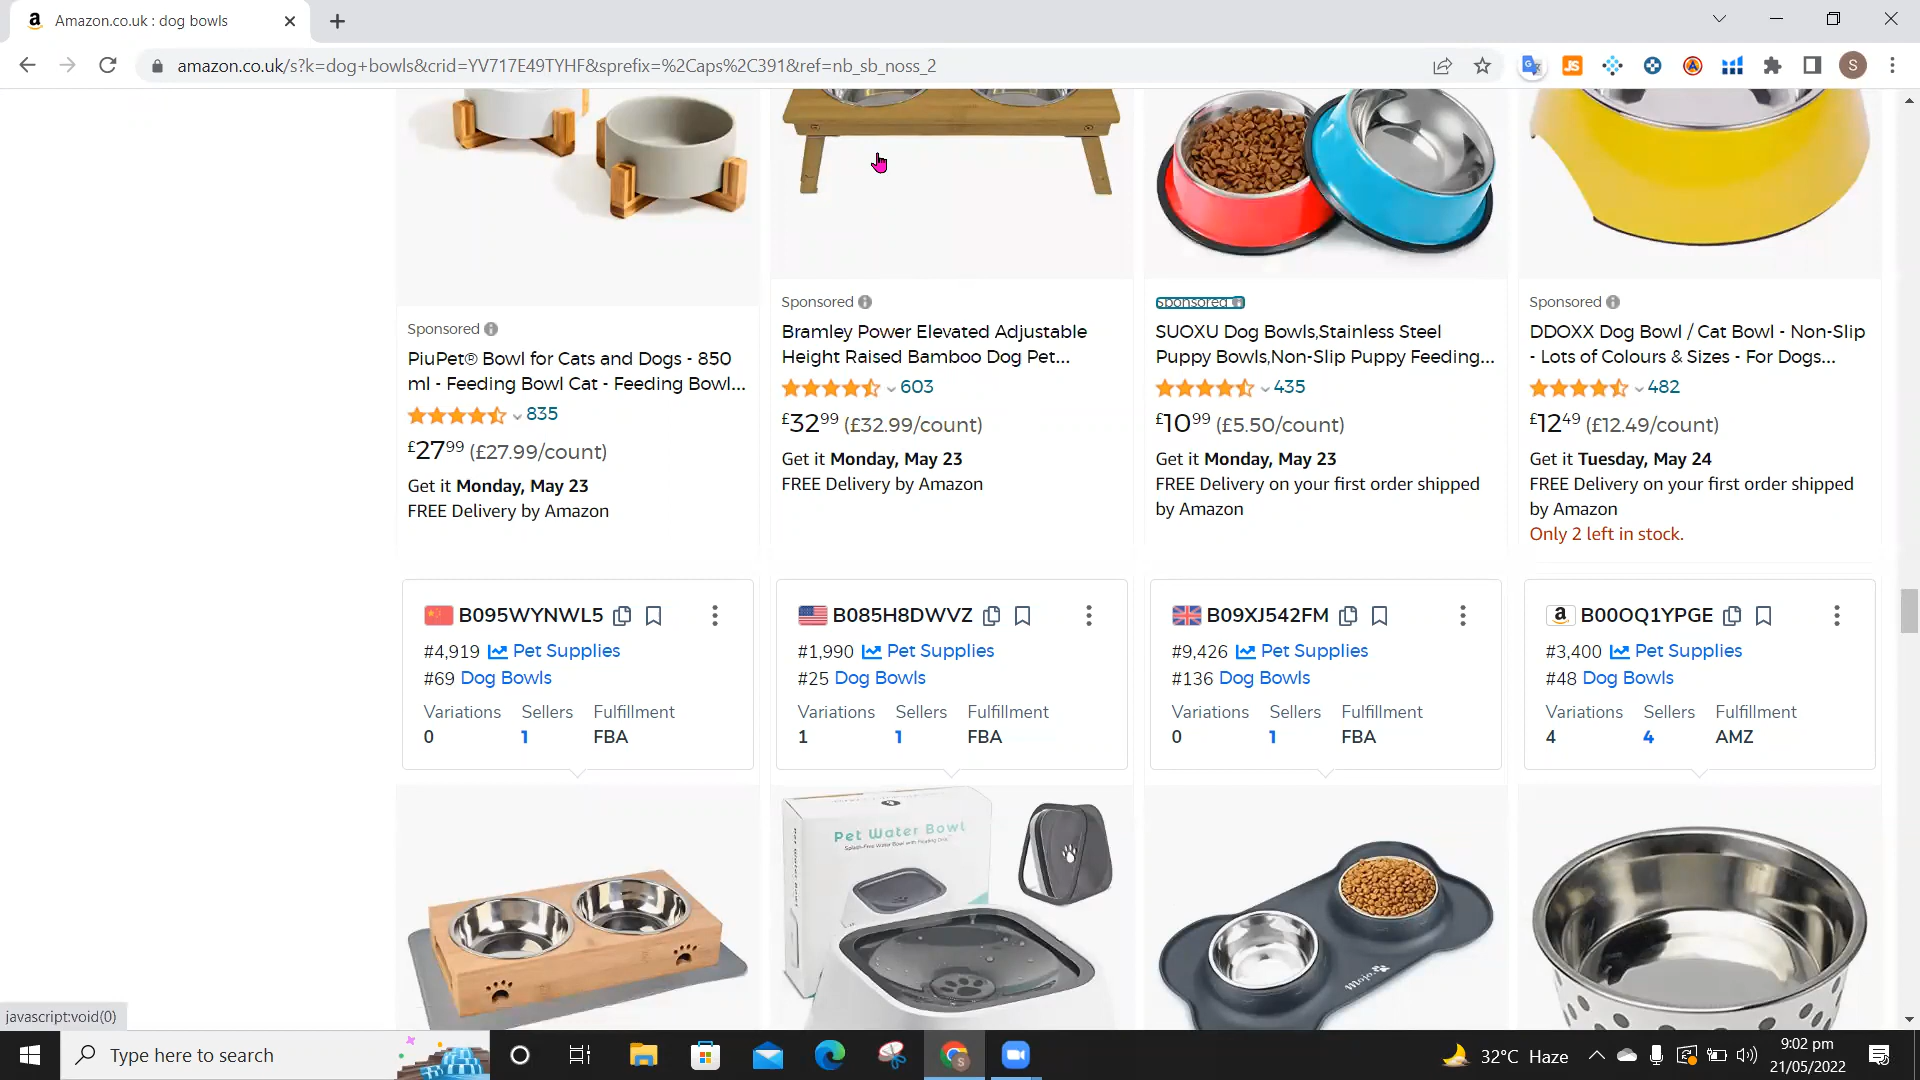 Amazon.co.uk : dog bowls
amazon.co.uk/s?k=dog+bowls&crid=YV717E49TYHF&sprefix=%2Caps%2C391&ref=nb_sb_noss_2
JS
S
Sponsored
PiuPet® Bowl for Cats and Dogs - 850
ml - Feeding Bowl Cat - Feeding Bowl...
835
£2799 (£27.99/count)
Get it Monday, May 23
FREE Delivery by Amazon
Sponsored
Bramley Power Elevated Adjustable
Height Raised Bamboo Dog Pet...
603
£3299 (£32.99/count)
Get it Monday, May 23
FREE Delivery by Amazon
Sponsored
SUOXU Dog Bowls,Stainless Steel
Puppy Bowls,Non-Slip Puppy Feeding...
435
£1099 (£5.50/count)
Get it Monday, May 23
FREE Delivery on your first order shipped
by Amazon
Sponsored
DDOXX Dog Bowl / Cat Bowl - Non-Slip
- Lots of Colours & Sizes - For Dogs...
482
£1249 (£12.49/count)
Get it Tuesday, May 24
FREE Delivery on your first order shipped
by Amazon
Only 2 left in stock.
B095WYNWL5
#4,919 Pet Supplies
#69 Dog Bowls
Variations Sellers Fulfillment
0 1 FBA
B085H8DWVZ
#1,990 Pet Supplies
#25 Dog Bowls
Variations Sellers Fulfillment
1 1 FBA
B09XJ542FM
#9,426 Pet Supplies
#136 Dog Bowls
Variations Sellers Fulfillment
0 1 FBA
B00OQ1YPGE
#3,400 Pet Supplies
#48 Dog Bowls
Variations Sellers Fulfillment
4 4 AMZ
Pet Water Bowl
Mojo
javascript:void(0)
Type here to search
32°C Haze
9:02 pm
21/05/2022